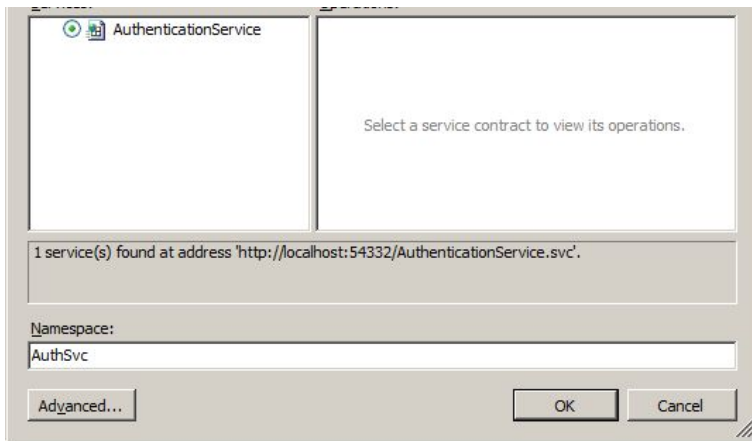 AuthenticationService
Select a service contract to view its operations.
1 service(s) found at address 'http://localhost:54332/AuthenticationService.svc'.
Namespace:
AuthSvc
Advanced...
OK
Cancel